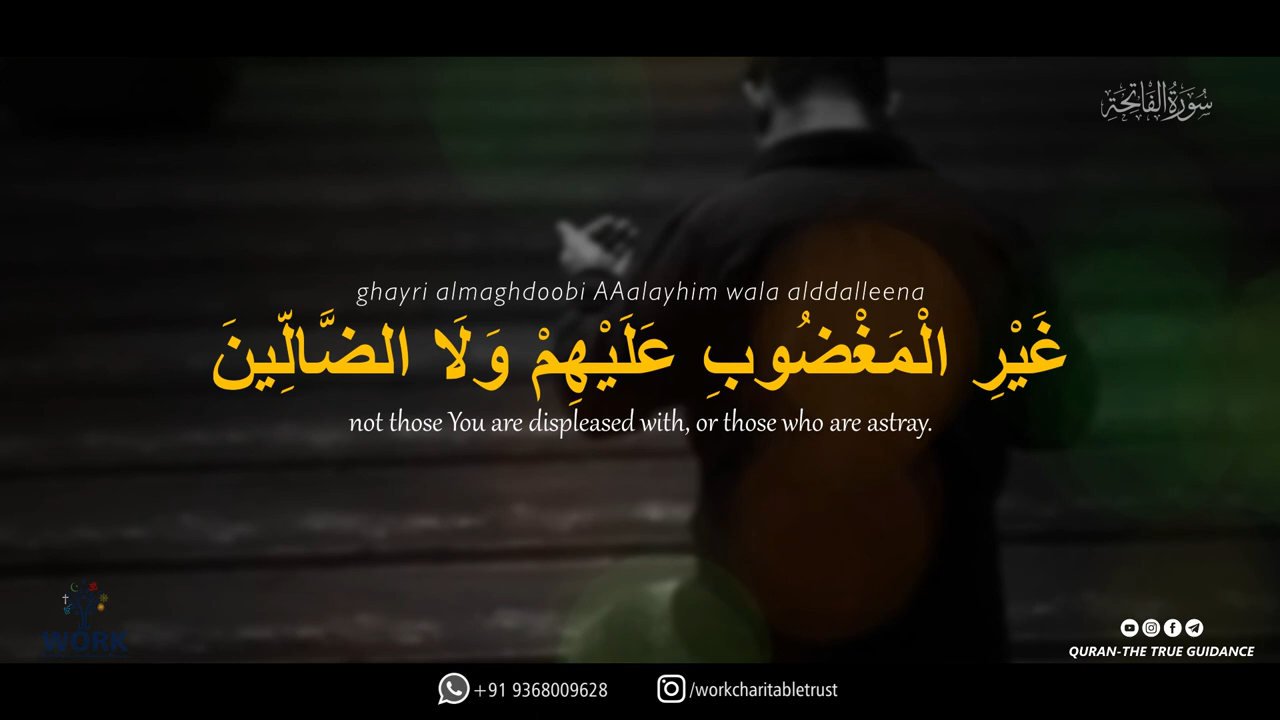 سُورَةُ الْفَاتِحَةِ
ghayri almaghdoobi AAalayhim wala alddalleena
غَيْرِ الْمَغْضُوبِ عَلَيْهِمْ وَلَا الضَّالِّينَ
not those You are displeased with, or those who are astray.
WORK
QURAN-THE TRUE GUIDANCE
+91 9368009628
/workcharitabletrust